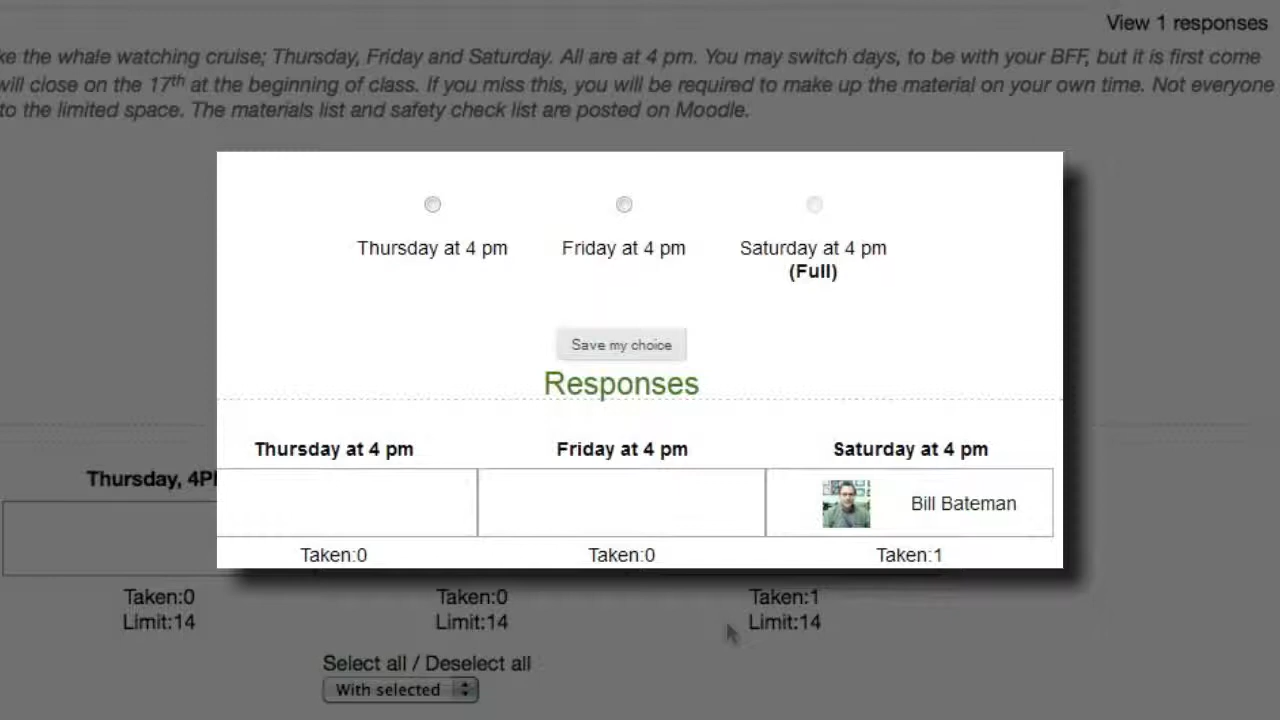 View 1 responses
ke the whale watching cruise; Thursday, Friday and Saturday. All are at 4 pm. You may switch days, to be with your BFF, but it is first come
will close on the 17th at the beginning of class. If you miss this, you will be required to make up the material on your own time. Not everyone
to the limited space. The materials list and safety check list are posted on Moodle.
Thursday at 4 pm Friday at 4 pm Saturday at 4 pm
(Full)
Save my choice
Responses
Thursday at 4 pm Friday at 4 pm Saturday at 4 pm
Thursday, 4P
Bill Bateman
Taken:0 Taken:0 Taken:1
Taken:0 Taken:0 Taken:1
Limit:14 Limit:14 Limit:14
Select all / Deselect all
With selected